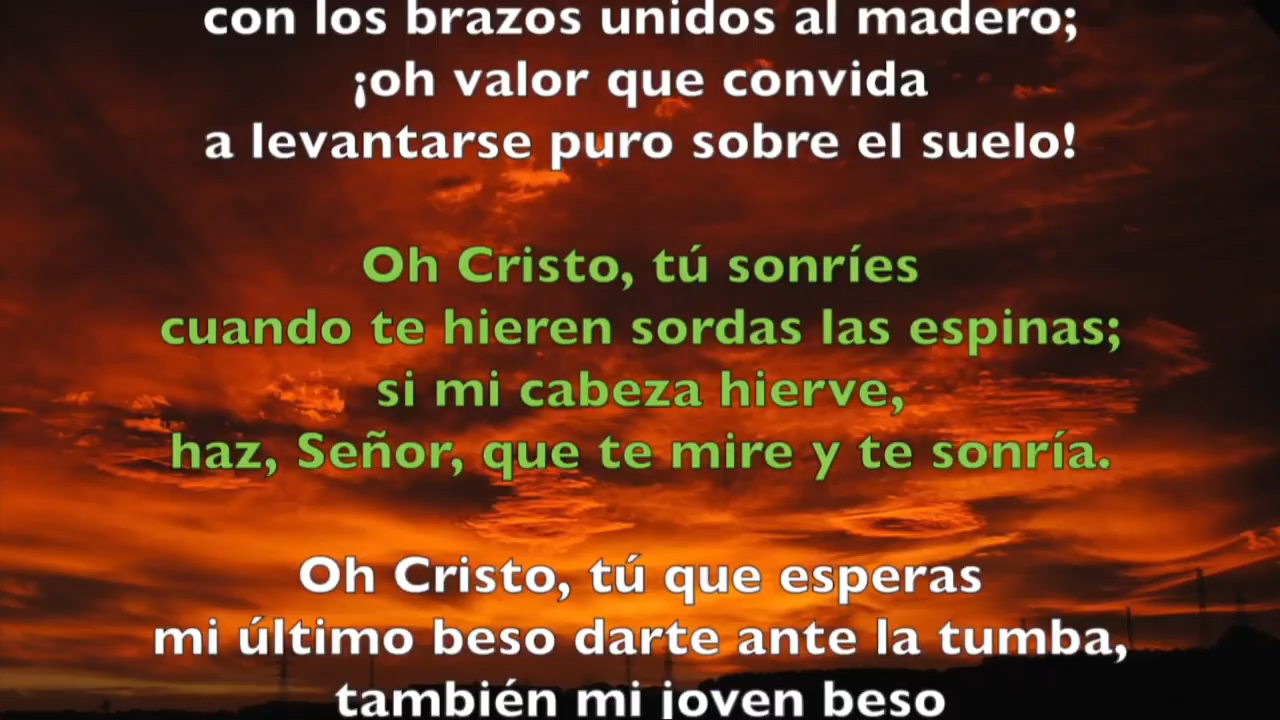 con los brazos unidos al madero;
¡oh valor que convida
a levantarse puro sobre el suelo!
Oh Cristo, tú sonríes
cuando te hieren sordas las espinas;
si mi cabeza hierve,
haz, Señor, que te mire y te sonría.
Oh Cristo, tú que esperas
mi último beso darte ante la tumba,
también mi joven beso